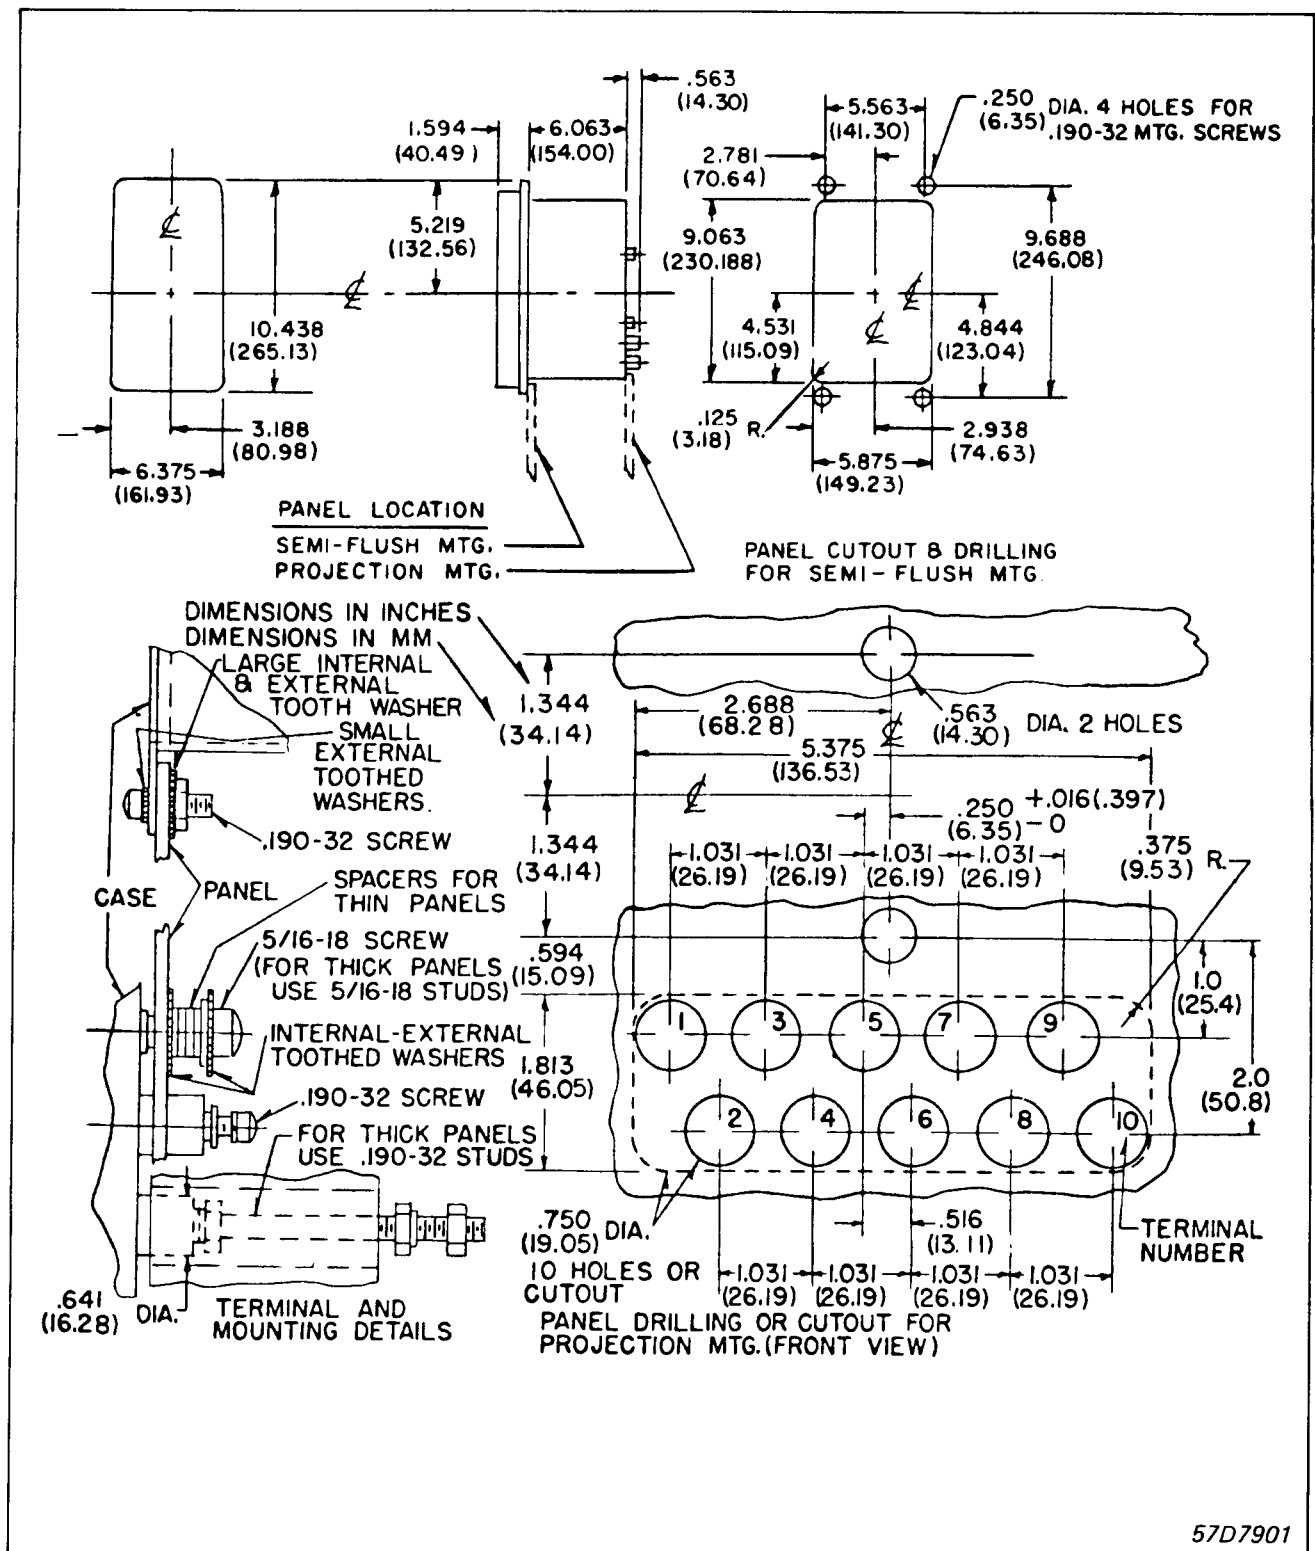 .563
(14.30)
1.594
(40.49)
6.063
(154.00)
5.563
(141.30)
.250
(6.35)
DIA. 4 HOLES FOR
.190-32 MTG. SCREWS
2.781
(70.64)
5.219
(132.56)
9.063
(230.188)
9.688
(246.08)
10.438
(265.13)
4.531
(115.09)
4.844
(123.04)
3.188
(80.98)
.125
(3.18) R.
2.938
(74.63)
6.375
(161.93)
5.875
(149.23)
PANEL LOCATION
SEMI-FLUSH MTG.
PROJECTION MTG.
PANEL CUTOUT & DRILLING
FOR SEMI-FLUSH MTG.
DIMENSIONS IN INCHES
DIMENSIONS IN MM
LARGE INTERNAL
& EXTERNAL
TOOTH WASHER
SMALL
EXTERNAL
TOOTHED
WASHERS.
.190-32 SCREW
CASE
PANEL
SPACERS FOR
THIN PANELS
5/16-18 SCREW
(FOR THICK PANELS
USE 5/16-18 STUDS)
INTERNAL-EXTERNAL
TOOTHED WASHERS
.190-32 SCREW
FOR THICK PANELS
USE .190-32 STUDS
.641
(16.28) DIA.
TERMINAL AND
MOUNTING DETAILS
1.344
(34.14)
2.688
(68.28)
.563
(14.30) DIA. 2 HOLES
5.375
(136.53)
.250 +.016(.397)
(6.35) -0
1.344
(34.14)
1.031 1.031 1.031 1.031
(26.19) (26.19) (26.19) (26.19)
.375
(9.53) R.
.594
(15.09)
1.0
(25.4)
1 3 5 7 9
1.813
(46.05)
2.0
(50.8)
2 4 6 8 10
.750
(19.05) DIA.
10 HOLES OR
CUTOUT
.516
(13.11)
TERMINAL
NUMBER
1.031 1.031 1.031 1.031
(26.19) (26.19) (26.19) (26.19)
PANEL DRILLING OR CUTOUT FOR
PROJECTION MTG. (FRONT VIEW)
57D7901